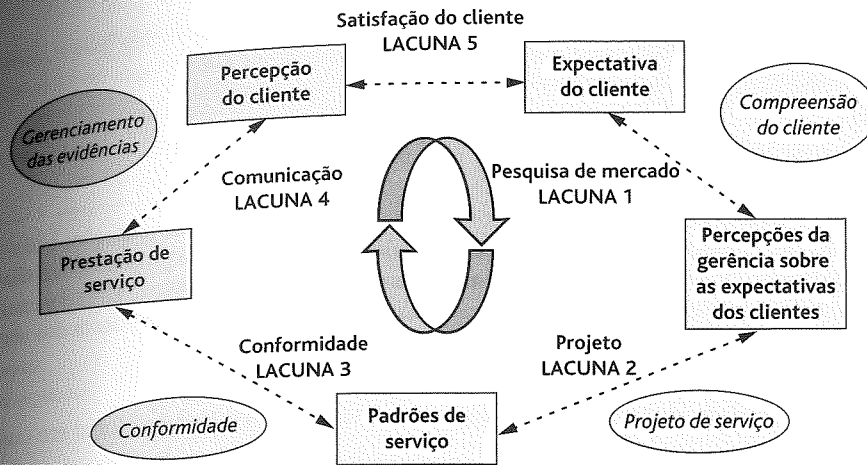 Satisfação do cliente
LACUNA 5
Percepção
do cliente
Expectativa
do cliente
Gerenciamento
das evidências
Compreensão
do cliente
Comunicação
LACUNA 4
Pesquisa de mercado
LACUNA 1
Prestação de
serviço
Percepções da
gerência sobre
as expectativas
dos clientes
Conformidade
LACUNA 3
Projeto
LACUNA 2
Conformidade
Padrões de
serviço
Projeto de serviço